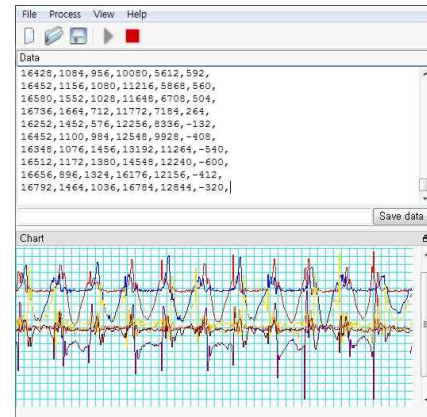 File Process View Help
Data
16428,1084,956,10080,5612,592,
16452,1156,1080,11216,5868,560,
16580,1552,1028,11648,6708,504,
16736,1664,712,11772,7184,264,
16252,1452,576,12256,8336,-132,
16452,1100,984,12548,9928,-408,
16348,1076,1456,13192,11264,-540,
16512,1172,1380,14548,12240,-600,
16656,896,1324,16176,12156,-412,
16792,1464,1036,16784,12844,-320,
Save data
Chart